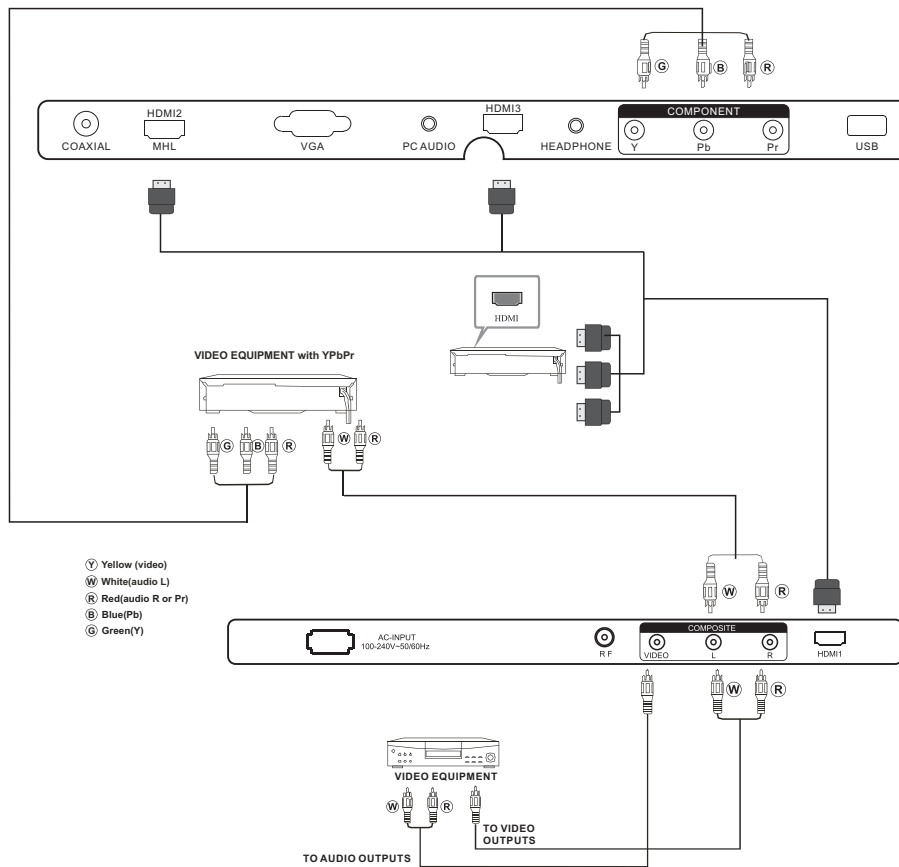 G B R
HDMI2 HDMI3 COMPONENT
COAXIAL MHL VGA PC AUDIO HEADPHONE Y Pb Pr USB
HDMI
VIDEO EQUIPMENT with YPbPr
G B R W R
Y Yellow (video)
W White(audio L)
R Red(audio R or Pr)
B Blue(Pb)
G Green(Y)
W R
AC-INPUT
100-240V~50/60Hz
COMPOSITE
R F VIDEO L R HDMI1
W R
VIDEO EQUIPMENT
W R
TO VIDEO
OUTPUTS
TO AUDIO OUTPUTS